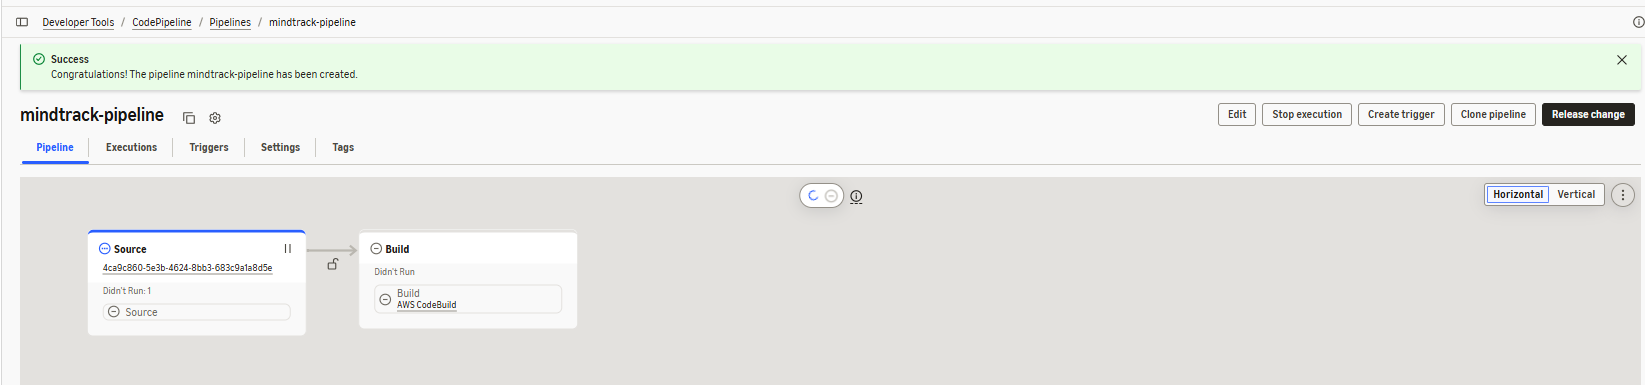 Developer Tools / CodePipeline / Pipelines / mindtrack-pipeline
Success
Congratulations! The pipeline mindtrack-pipeline has been created.
mindtrack-pipeline
Edit Stop execution Create trigger Clone pipeline Release change
Pipeline Executions Triggers Settings Tags
Horizontal Vertical
Source
4ca9c860-5e3b-4624-8bb3-683c9a1a8d5e
Didn't Run: 1
Source
Build
Didn't Run
Build
AWS CodeBuild